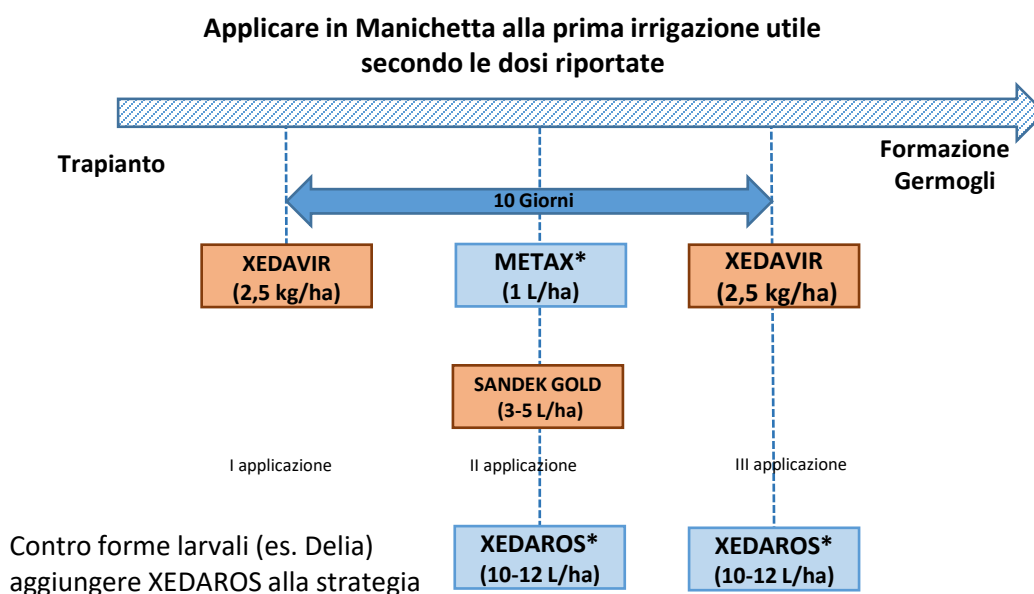 Applicare in Manichetta alla prima irrigazione utile
secondo le dosi riportate
Trapianto
Formazione
Germogli
10 Giorni
XEDAVIR
(2,5 kg/ha)
METAX*
(1 L/ha)
XEDAVIR
(2,5 kg/ha)
SANDEK GOLD
(3-5 L/ha)
I applicazione
II applicazione
III applicazione
Contro forme larvali (es. Delia)
aggiungere XEDAROS alla strategia
XEDAROS*
(10-12 L/ha)
XEDAROS*
(10-12 L/ha)